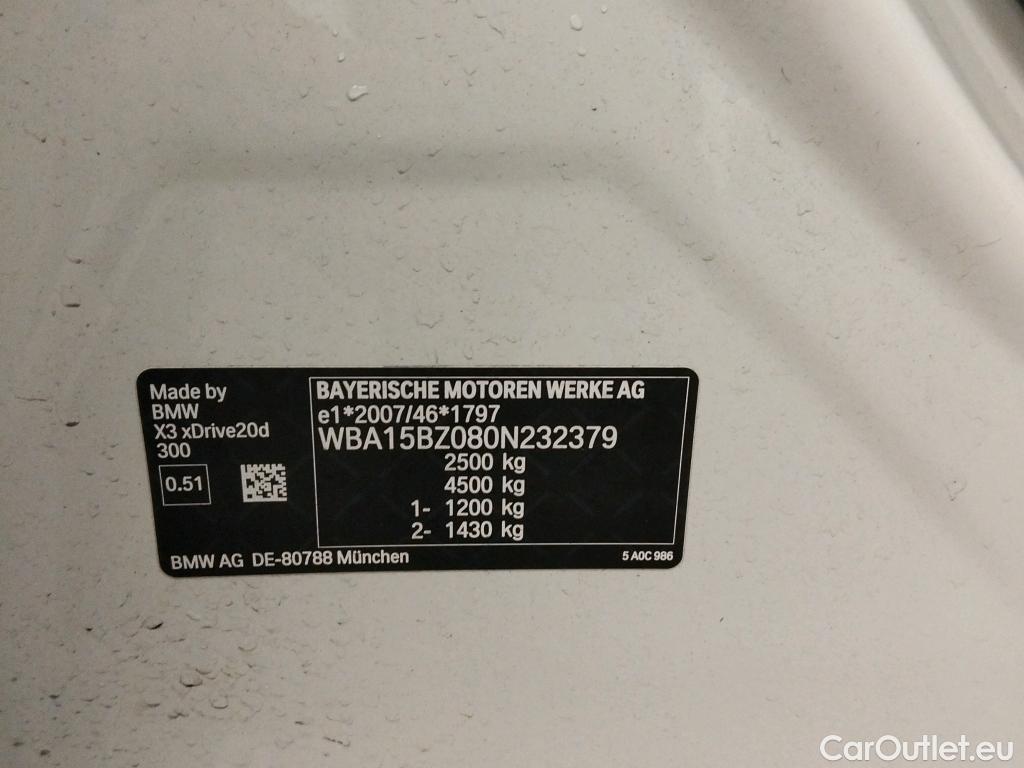 Made by
BMW
X3 xDrive20d
300
0.51
BAYERISCHE MOTOREN WERKE AG
e1*2007/46*1797
WBA15BZ080N232379
2500 kg
4500 kg
1- 1200 kg
2- 1430 kg
BMW AG DE-80788 München
5 A0C 986
CarOutlet.eu